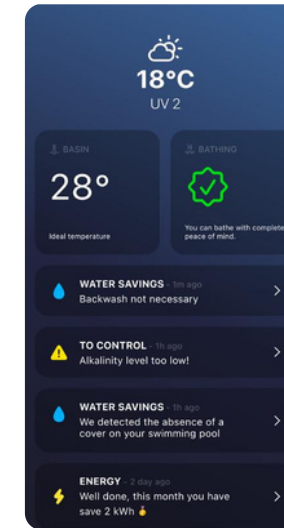 18°C
UV 2
BASIN
BATHING
28°
Ideal temperature
You can bathe with complete
peace of mind.
WATER SAVINGS - 1m ago
Backwash not necessary
TO CONTROL - 1h ago
Alkalinity level too low!
WATER SAVINGS - 1h ago
We detected the absence of a
cover on your swimming pool
ENERGY - 2 day ago
Well done, this month you have
save 2 kWh 🥇